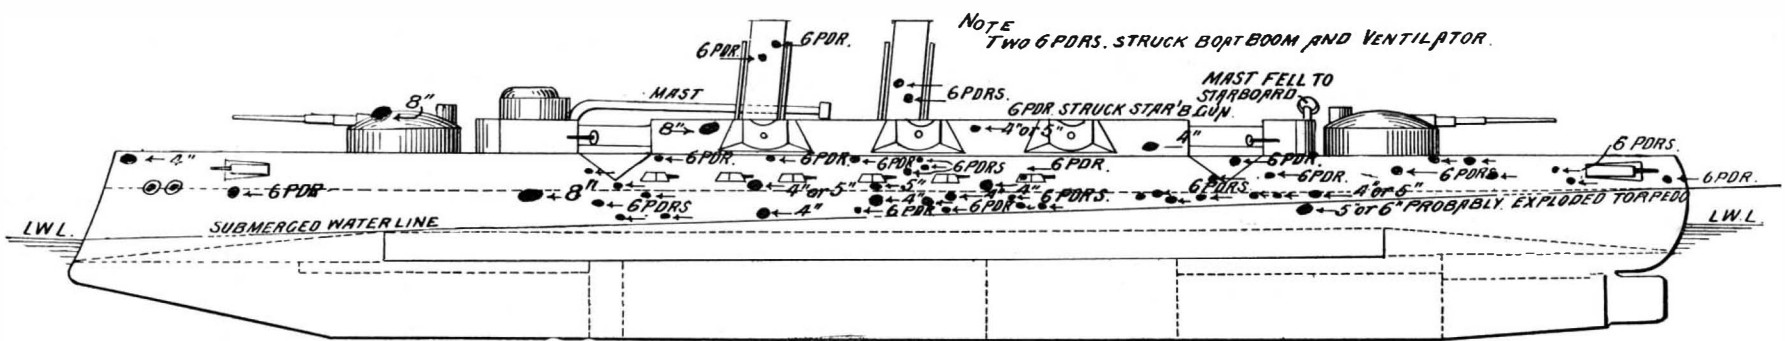 NOTE
TWO 6 PDRS. STRUCK BOAT BOOM AND VENTILATOR.
6 PDR.
6 PDR.
MAST FELL TO
STARBOARD
8"
MAST
6 PDRS.
6 PDR. STRUCK STAR'B. GUN.
8"
4" or 5"
4"
6 PDRS.
4"
6 PDR.
6 PDR.
6 PDR
6 PDRS
6 PDR.
6 PDR.
6 PDR.
6 PDRS
6 PDR.
6 PDR
8"
4" or 5"
5"
4"
6 PDRS.
6 PDRS.
4" or 5"
6 PDRS
4"
4"
6 PDR
6 PDR
5" or 6" PROBABLY EXPLODED TORPEDO
L.W.L.
SUBMERGED WATER LINE
L.W.L.